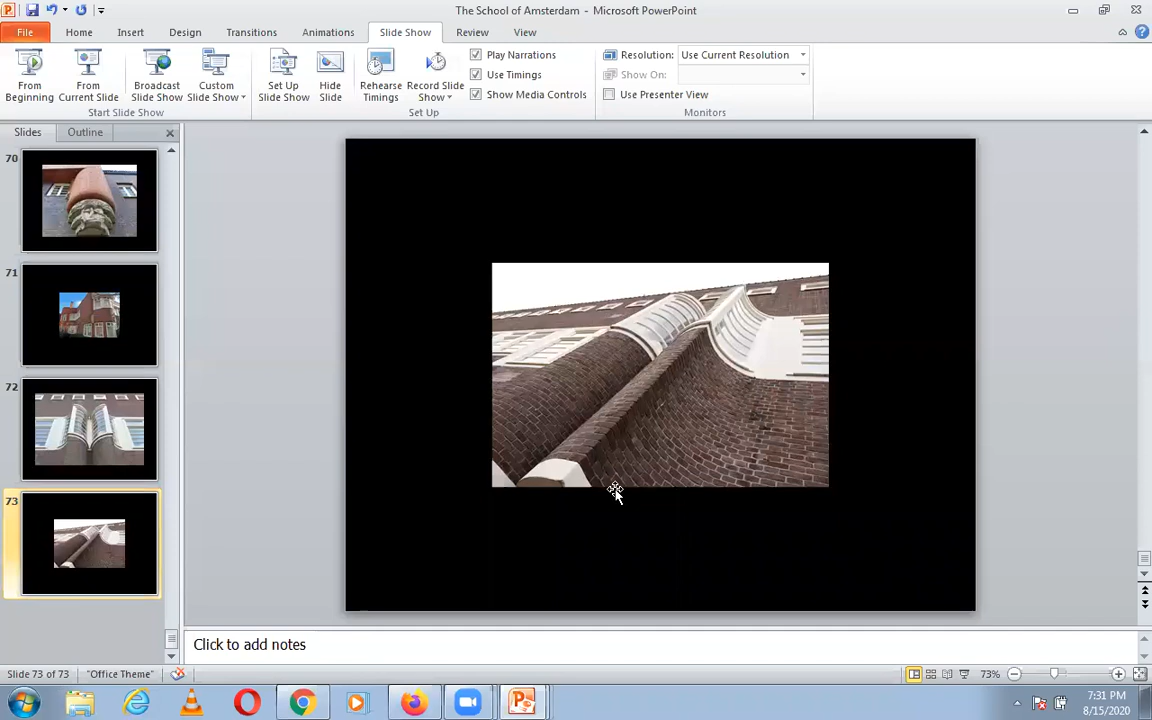 The School of Amsterdam - Microsoft PowerPoint
File Home Insert Design Transitions Animations Slide Show Review View
From Beginning
From Current Slide
Broadcast Slide Show
Custom Slide Show
Start Slide Show
Set Up Slide Show
Hide Slide
Rehearse Timings
Record Slide Show
Play Narrations
Use Timings
Show Media Controls
Set Up
Resolution: Use Current Resolution
Show On:
Use Presenter View
Monitors
Slides Outline
70
71
72
73
Click to add notes
Slide 73 of 73 "Office Theme" 73%
7:31 PM
8/15/2020